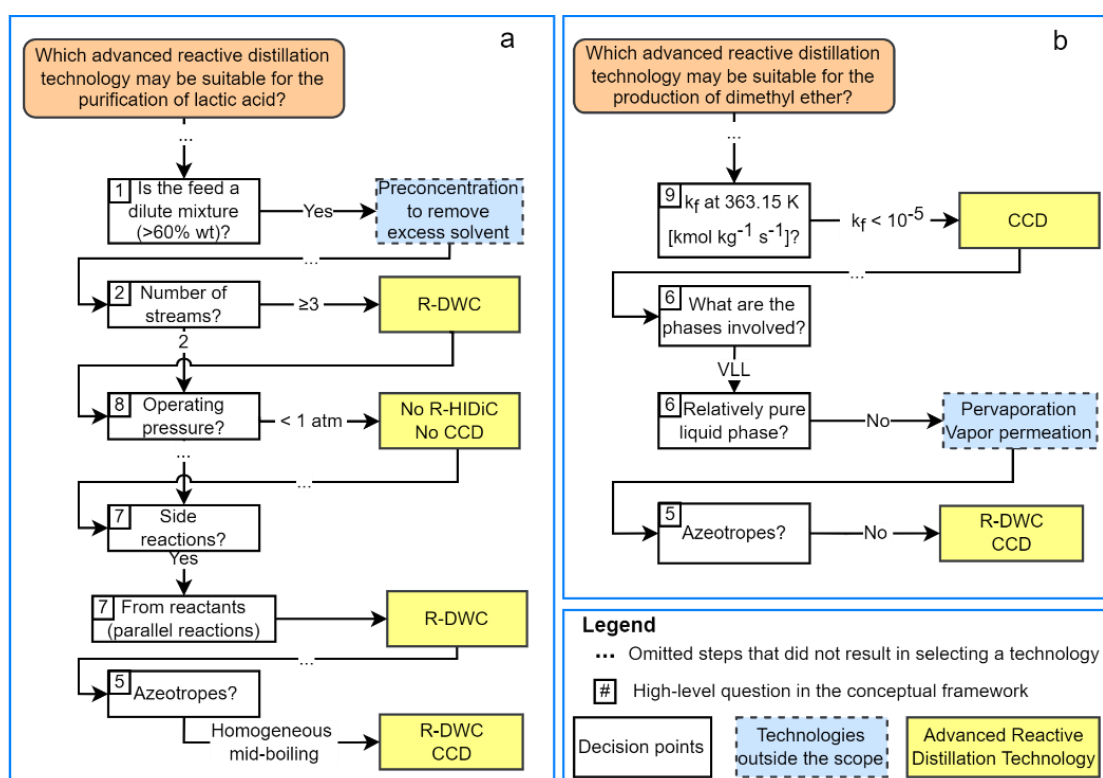 a
Which advanced reactive distillation
technology may be suitable for the
purification of lactic acid?
...
1
Is the feed a
dilute mixture
(>60% wt)?
Yes
Preconcentration
to remove
excess solvent
...
2
Number of
streams?
≥3
R-DWC
2
8
Operating
pressure?
< 1 atm
No R-HIDiC
No CCD
...
...
7
Side
reactions?
Yes
7
From reactants
(parallel reactions)
R-DWC
...
5
Azeotropes?
Homogeneous
mid-boiling
R-DWC
CCD
b
Which advanced reactive distillation
technology may be suitable for the
production of dimethyl ether?
...
9
k_f at 363.15 K
[kmol kg⁻¹ s⁻¹]?
k_f < 10⁻⁵
CCD
...
6
What are the
phases involved?
VLL
6
Relatively pure
liquid phase?
No
Pervaporation
Vapor permeation
5
Azeotropes?
No
R-DWC
CCD
Legend
... Omitted steps that did not result in selecting a technology
# High-level question in the conceptual framework
Decision points
Technologies
outside the scope
Advanced Reactive
Distillation Technology